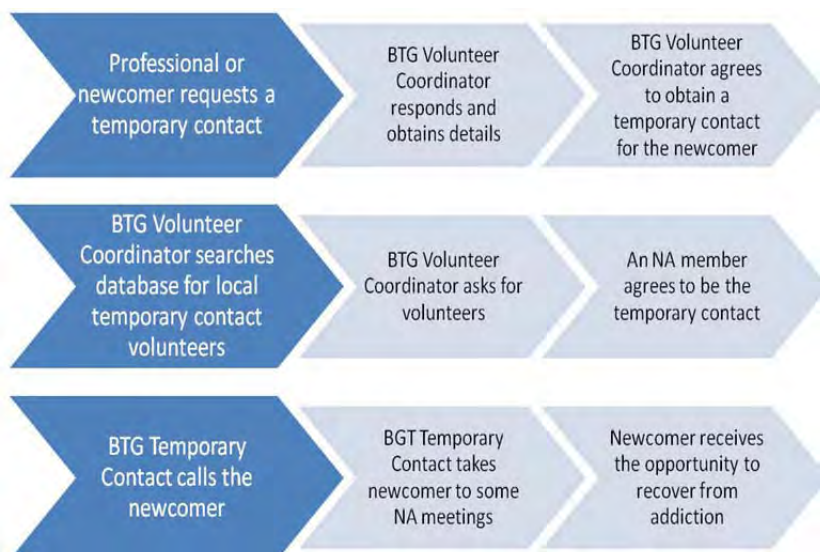 Professional or
newcomer requests a
temporary contact
BTG Volunteer
Coordinator
responds and
obtains details
BTG Volunteer
Coordinator agrees
to obtain a
temporary contact
for the newcomer
BTG Volunteer
Coordinator searches
database for local
temporary contact
volunteers
BTG Volunteer
Coordinator asks for
volunteers
An NA member
agrees to be the
temporary contact
BTG Temporary
Contact calls the
newcomer
BGT Temporary
Contact takes
newcomer to some
NA meetings
Newcomer receives
the opportunity to
recover from
addiction